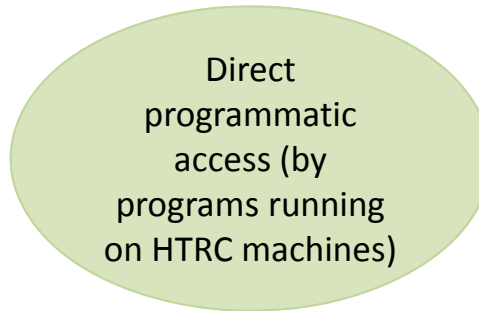 Direct
programmatic
access (by
programs running
on HTRC machines)